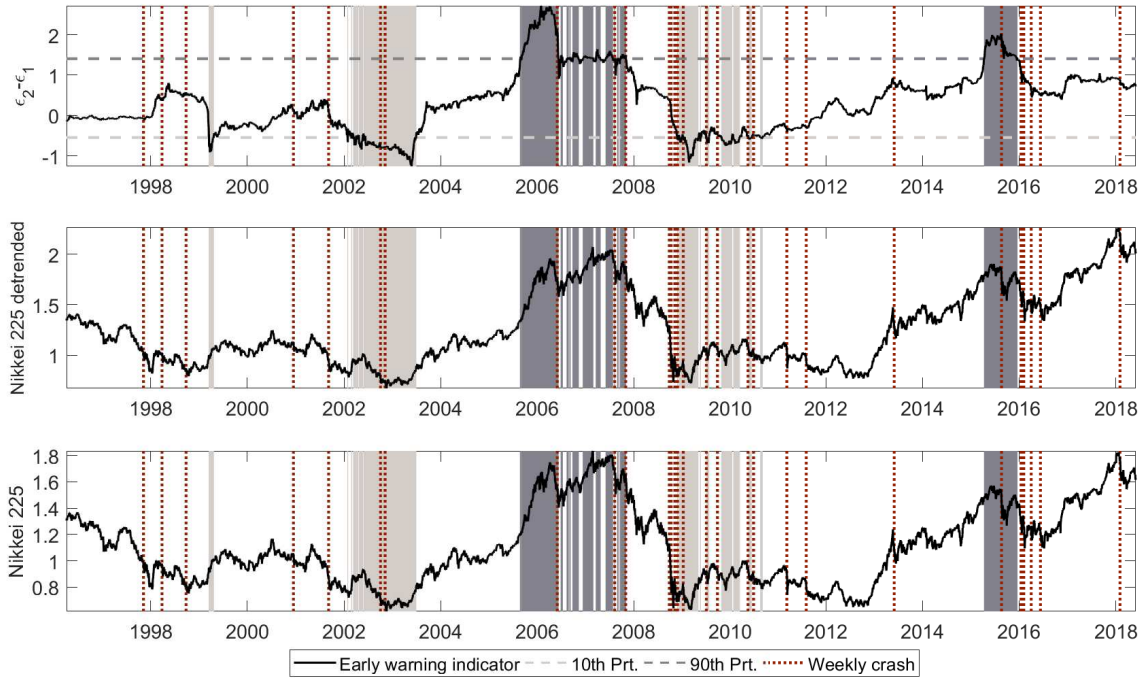 ϵ2-ϵ1
2
1
0
-1
1998 2000 2002 2004 2006 2008 2010 2012 2014 2016 2018
Nikkei 225 detrended
2
1.5
1
1998 2000 2002 2004 2006 2008 2010 2012 2014 2016 2018
Nikkei 225
1.8
1.6
1.4
1.2
1
0.8
1998 2000 2002 2004 2006 2008 2010 2012 2014 2016 2018
Early warning indicator 10th Prt. 90th Prt. Weekly crash